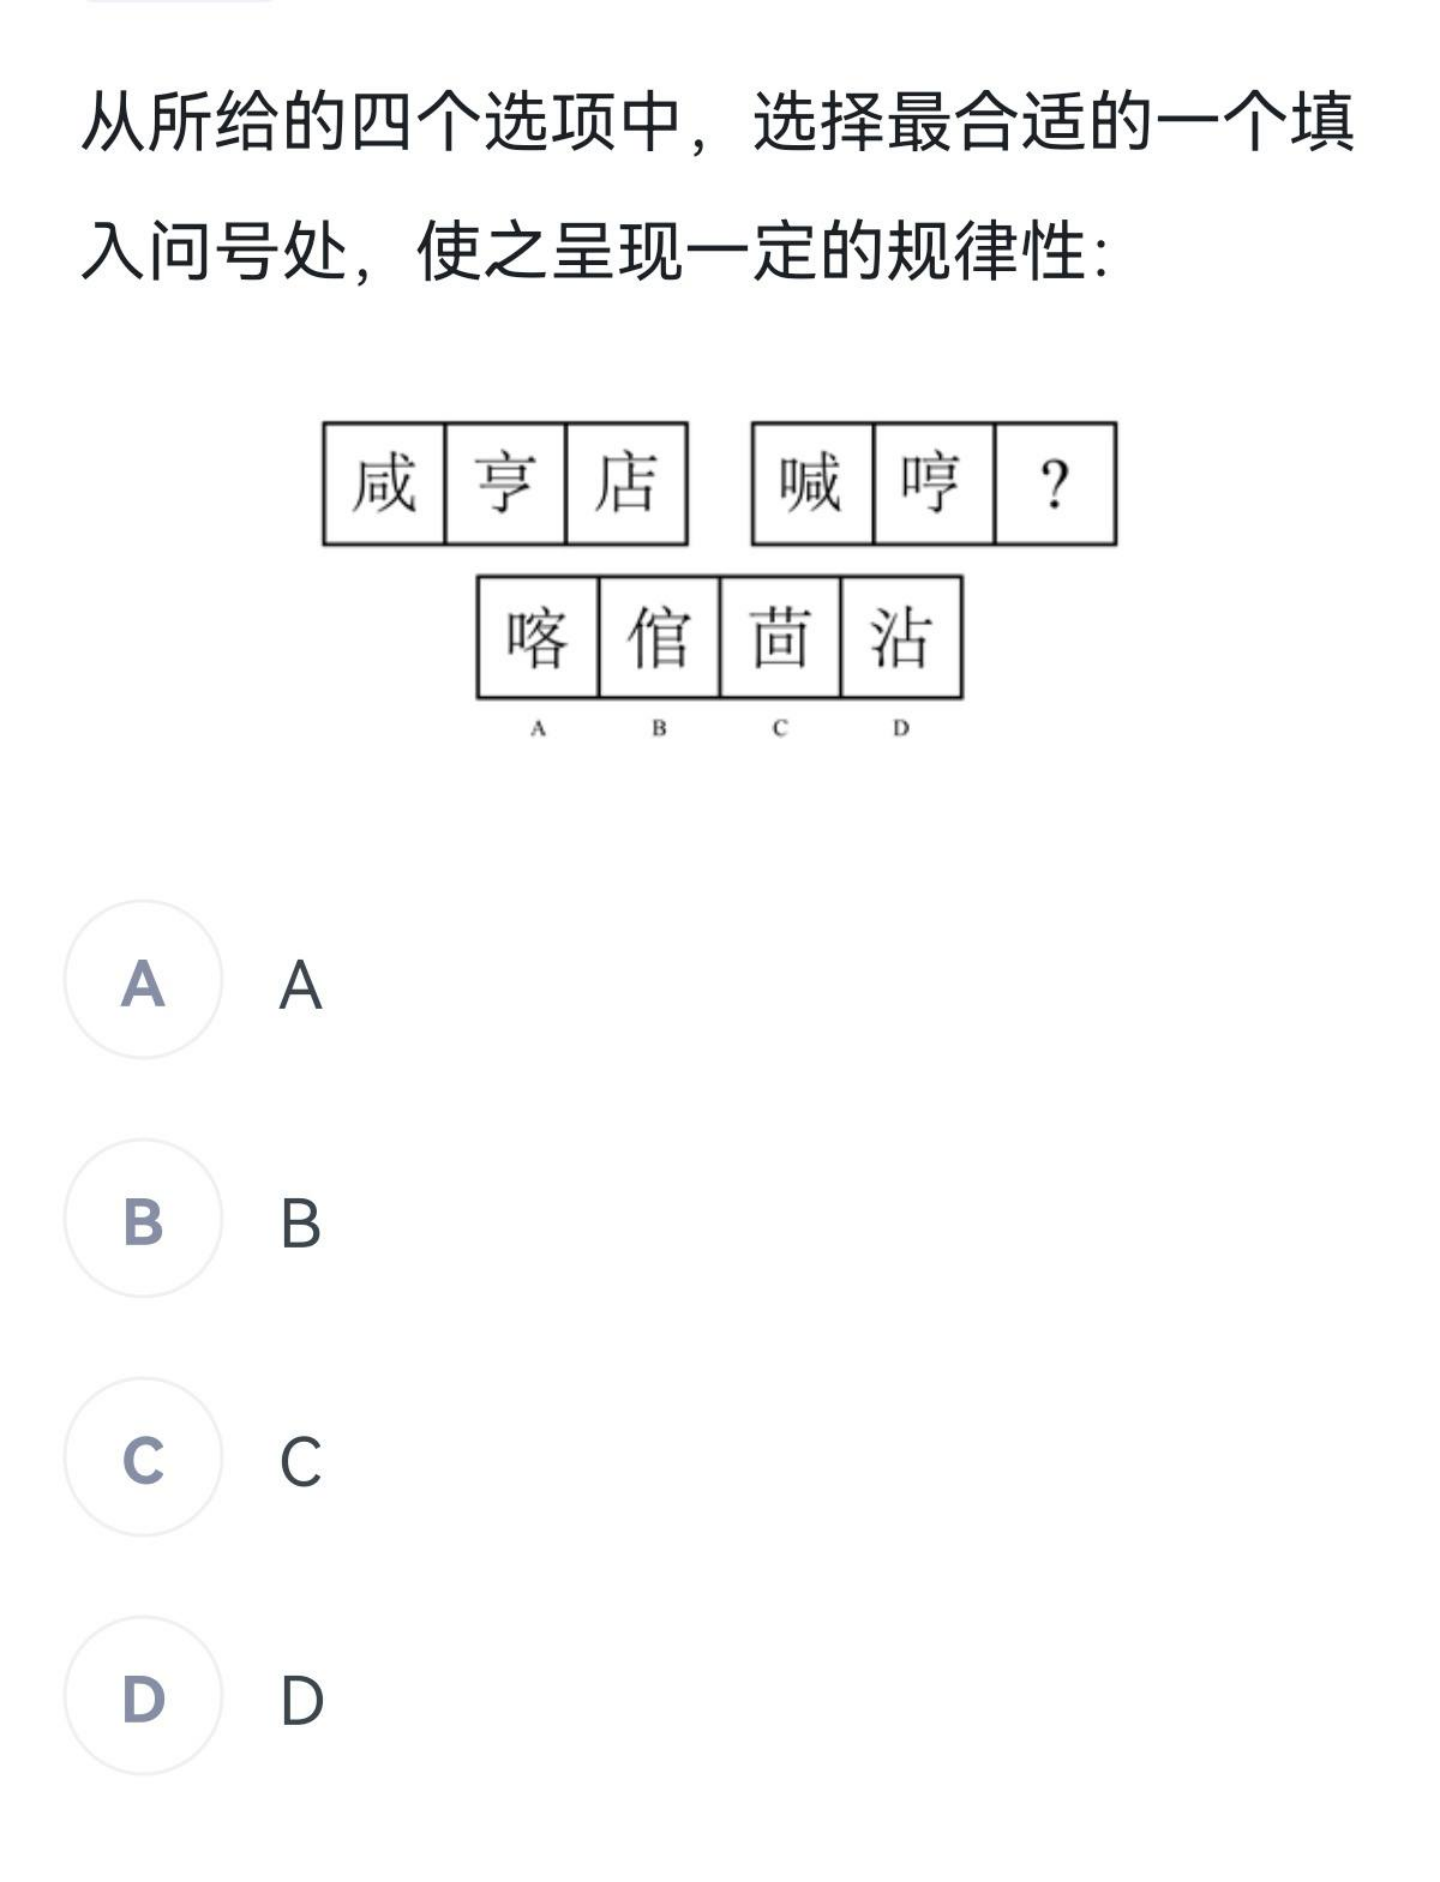 从所给的四个选项中，选择最合适的一个填
入问号处，使之呈现一定的规律性：
咸 亨 店 喊 哼 ?
喀 倌 茴 沾
A B C D
A A
B B
C C
D D